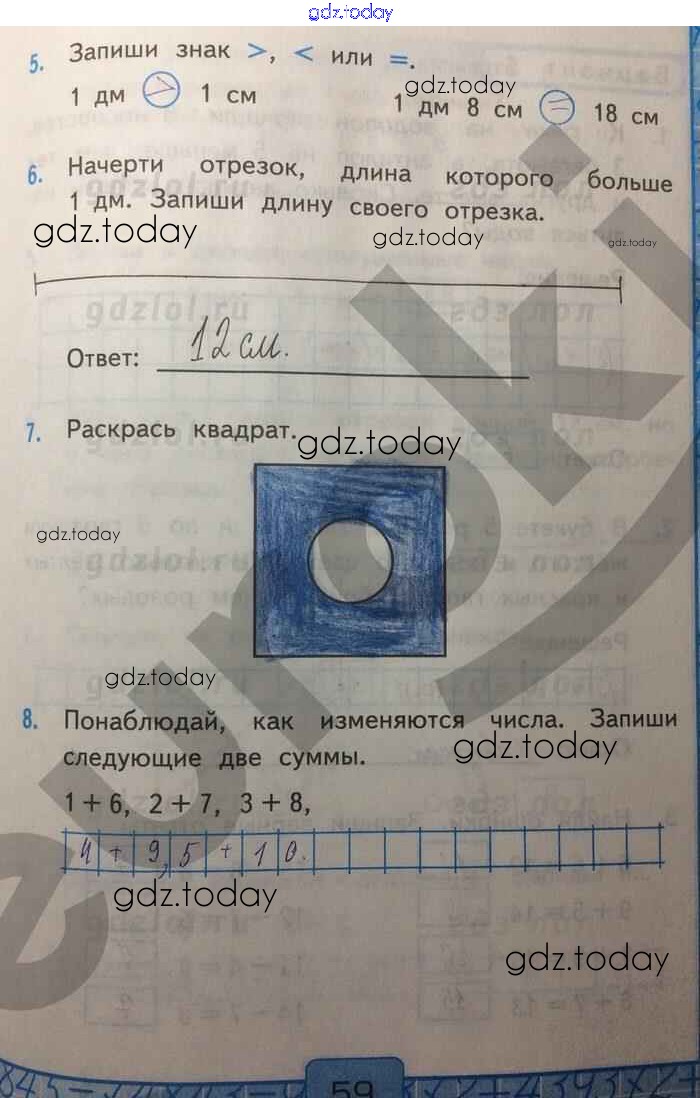 gdz.today
5. Запиши знак >, < или =.
gdz.today
1 дм > 1 см 1 дм 8 см = 18 см
6. Начерти отрезок, длина которого больше
1 дм. Запиши длину своего отрезка.
gdz.today gdz.today gdz.today
Ответ: 12 см.
7. Раскрась квадрат.
gdz.today
gdz.today
gdz.today
8. Понаблюдай, как изменяются числа. Запиши
следующие две суммы.
gdz.today
1 + 6, 2 + 7, 3 + 8,
4 + 9, 5 + 10.
gdz.today
gdz.today
59